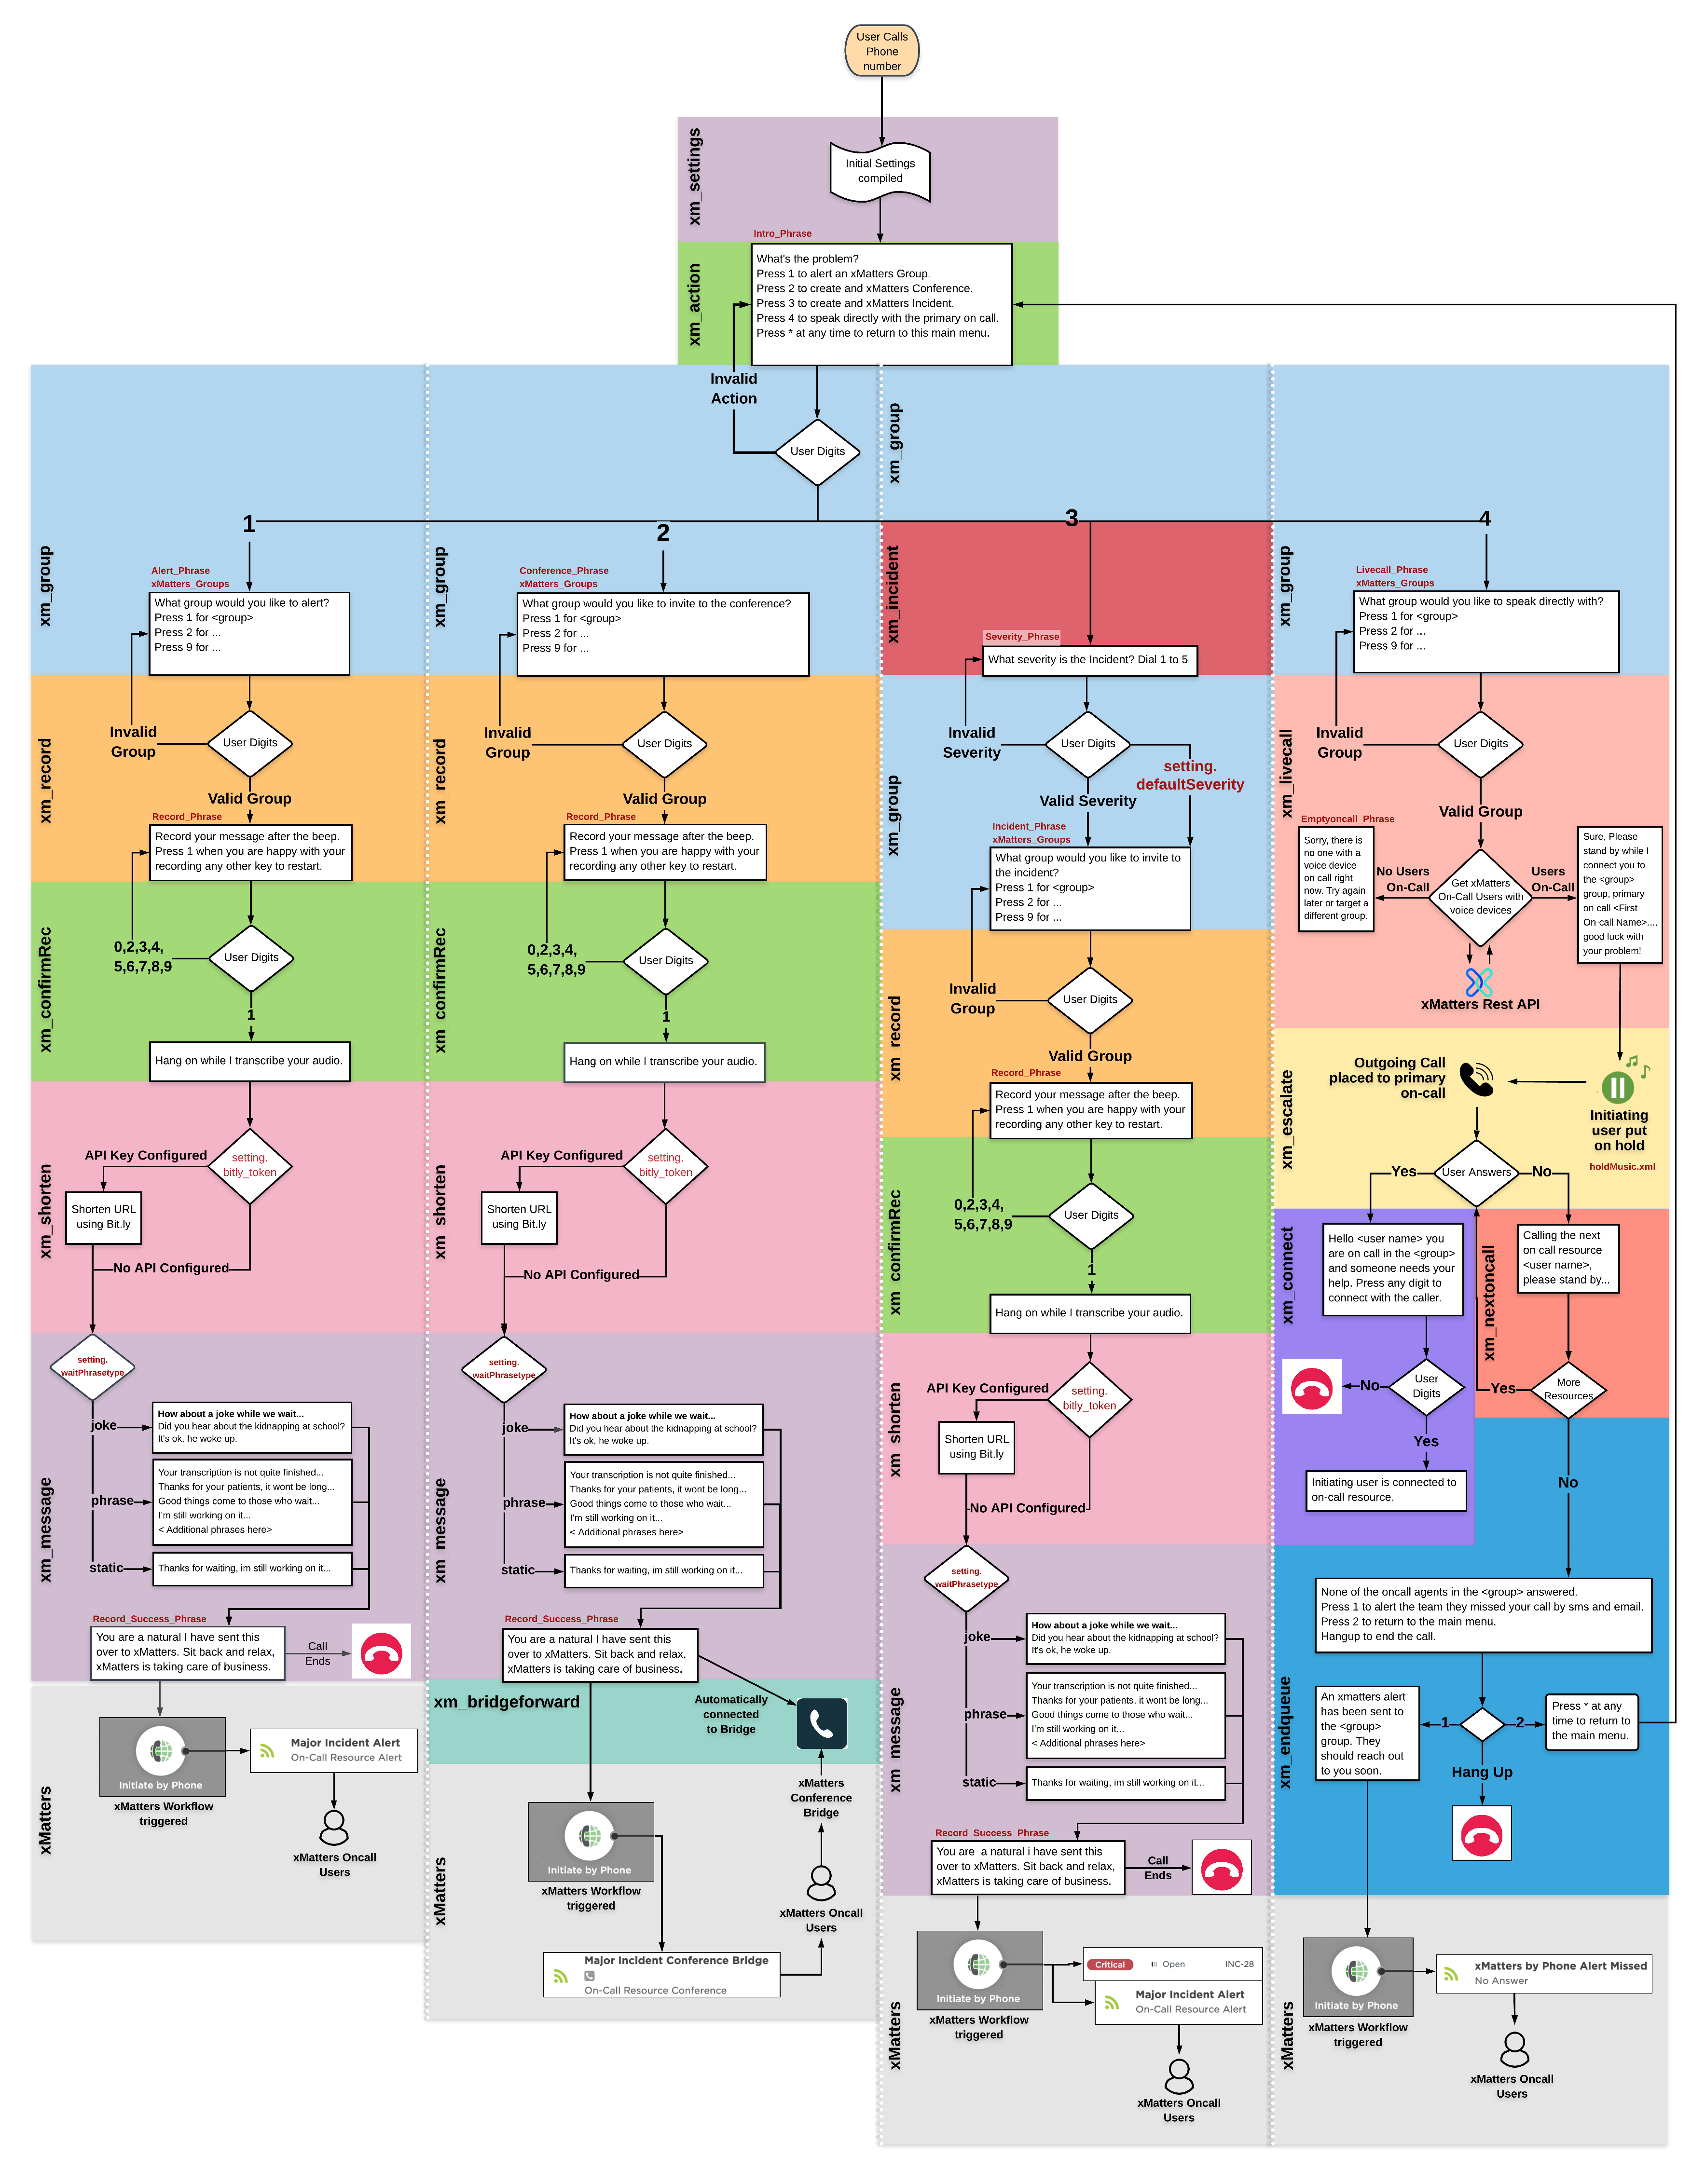 User Calls
Phone
number
xm_settings
Initial Settings
compiled
Intro_Phrase
xm_action
What's the problem?
Press 1 to alert an xMatters Group.
Press 2 to create and xMatters Conference.
Press 3 to create and xMatters Incident.
Press 4 to speak directly with the primary on call.
Press * at any time to return to this main menu.
Invalid
Action
User Digits
xm_group
1
2
3
4
xm_group
Alert_Phrase
xMatters_Groups
What group would you like to alert?
Press 1 for <group>
Press 2 for ...
Press 9 for ...
xm_record
Invalid
Group
User Digits
Valid Group
Record_Phrase
Record your message after the beep.
Press 1 when you are happy with your
recording any other key to restart.
xm_confirmRec
0,2,3,4,
5,6,7,8,9
User Digits
1
Hang on while I transcribe your audio.
xm_shorten
API Key Configured
setting.
bitly_token
Shorten URL
using Bit.ly
No API Configured
xm_message
setting.
waitPhrasetype
joke
How about a joke while we wait...
Did you hear about the kidnapping at school?
It's ok, he woke up.
phrase
Your transcription is not quite finished...
Thanks for your patients, it wont be long...
Good things come to those who wait...
I'm still working on it...
< Additional phrases here>
static
Thanks for waiting, im still working on it...
Record_Success_Phrase
You are a natural I have sent this
over to xMatters. Sit back and relax,
xMatters is taking care of business.
Call
Ends
xMatters
Initiate by Phone
xMatters Workflow
triggered
Major Incident Alert
On-Call Resource Alert
xMatters Oncall
Users
xm_group
Conference_Phrase
xMatters_Groups
What group would you like to invite to the conference?
Press 1 for <group>
Press 2 for ...
Press 9 for ...
xm_record
Invalid
Group
User Digits
Valid Group
Record_Phrase
Record your message after the beep.
Press 1 when you are happy with your
recording any other key to restart.
xm_confirmRec
0,2,3,4,
5,6,7,8,9
User Digits
1
Hang on while I transcribe your audio.
xm_shorten
API Key Configured
setting.
bitly_token
Shorten URL
using Bit.ly
No API Configured
xm_message
setting.
waitPhrasetype
joke
How about a joke while we wait...
Did you hear about the kidnapping at school?
It's ok, he woke up.
phrase
Your transcription is not quite finished...
Thanks for your patients, it wont be long...
Good things come to those who wait...
I'm still working on it...
< Additional phrases here>
static
Thanks for waiting, im still working on it...
Record_Success_Phrase
You are a natural I have sent this
over to xMatters. Sit back and relax,
xMatters is taking care of business.
xm_bridgeforward
Automatically
connected
to Bridge
xMatters
Conference
Bridge
xMatters
Initiate by Phone
xMatters Workflow
triggered
xMatters Oncall
Users
Major Incident Conference Bridge
On-Call Resource Conference
xm_incident
Severity_Phrase
What severity is the Incident? Dial 1 to 5
xm_group
Invalid
Severity
User Digits
setting.
defaultSeverity
Valid Severity
Incident_Phrase
xMatters_Groups
What group would you like to invite to
the incident?
Press 1 for <group>
Press 2 for ...
Press 9 for ...
xm_record
Invalid
Group
User Digits
Valid Group
Record_Phrase
Record your message after the beep.
Press 1 when you are happy with your
recording any other key to restart.
xm_confirmRec
0,2,3,4,
5,6,7,8,9
User Digits
1
Hang on while I transcribe your audio.
xm_shorten
API Key Configured
setting.
bitly_token
Shorten URL
using Bit.ly
No API Configured
xm_message
setting.
waitPhrasetype
joke
How about a joke while we wait...
Did you hear about the kidnapping at school?
It's ok, he woke up.
phrase
Your transcription is not quite finished...
Thanks for your patients, it wont be long...
Good things come to those who wait...
I'm still working on it...
< Additional phrases here>
static
Thanks for waiting, im still working on it...
Record_Success_Phrase
You are  a natural i have sent this
over to xMatters. Sit back and relax,
xMatters is taking care of business.
Call
Ends
xMatters
Initiate by Phone
xMatters Workflow
triggered
Critical
Open
INC-28
Major Incident Alert
On-Call Resource Alert
xMatters Oncall
Users
xm_group
Livecall_Phrase
xMatters_Groups
What group would you like to speak directly with?
Press 1 for <group>
Press 2 for ...
Press 9 for ...
xm_livecall
Invalid
Group
User Digits
Valid Group
Emptyoncall_Phrase
Sorry, there is
no one with a
voice device
on call right
now. Try again
later or target a
different group.
No Users
On-Call
Get xMatters
On-Call Users with
voice devices
Users
On-Call
Sure, Please
stand by while I
connect you to
the <group>
group, primary
on call <First
On-call Name>...,
good luck with
your problem!
xMatters Rest API
xm_escalate
Outgoing Call
placed to primary
on-call
Initiating
user put
on hold
holdMusic.xml
Yes
User Answers
No
xm_connect
Hello <user name> you
are on call in the <group>
and someone needs your
help. Press any digit to
connect with the caller.
No
User
Digits
Yes
Initiating user is connected to
on-call resource.
xm_nextoncall
Calling the next
on call resource
<user name>,
please stand by...
Yes
More
Resources
No
xm_endqueue
None of the oncall agents in the <group> answered.
Press 1 to alert the team they missed your call by sms and email.
Press 2 to return to the main menu.
Hangup to end the call.
An xmatters alert
has been sent to
the <group>
group. They
should reach out
to you soon.
1
2
Press * at any
time to return to
the main menu.
Hang Up
xMatters
Initiate by Phone
xMatters Workflow
triggered
xMatters by Phone Alert Missed
No Answer
xMatters Oncall
Users